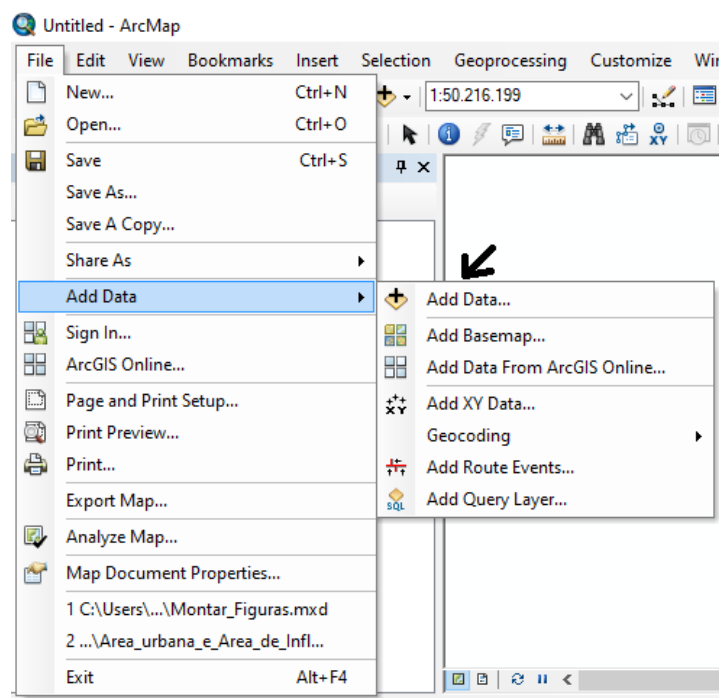 Untitled - ArcMap
File Edit View Bookmarks Insert Selection Geoprocessing Customize Wi
New... Ctrl+N
1:50.216.199
Open... Ctrl+O
XY
Save Ctrl+S
Save As...
Save A Copy...
Share As
Add Data
Add Data...
Sign In...
Add Basemap...
ArcGIS Online...
Add Data From ArcGIS Online...
Page and Print Setup...
XY Add XY Data...
Print Preview...
Geocoding
Print...
Add Route Events...
Export Map...
SQL Add Query Layer...
Analyze Map...
Map Document Properties...
1 C:\Users\...\Montar_Figuras.mxd
2 ...\Area_urbana_e_Area_de_Infl...
Exit Alt+F4